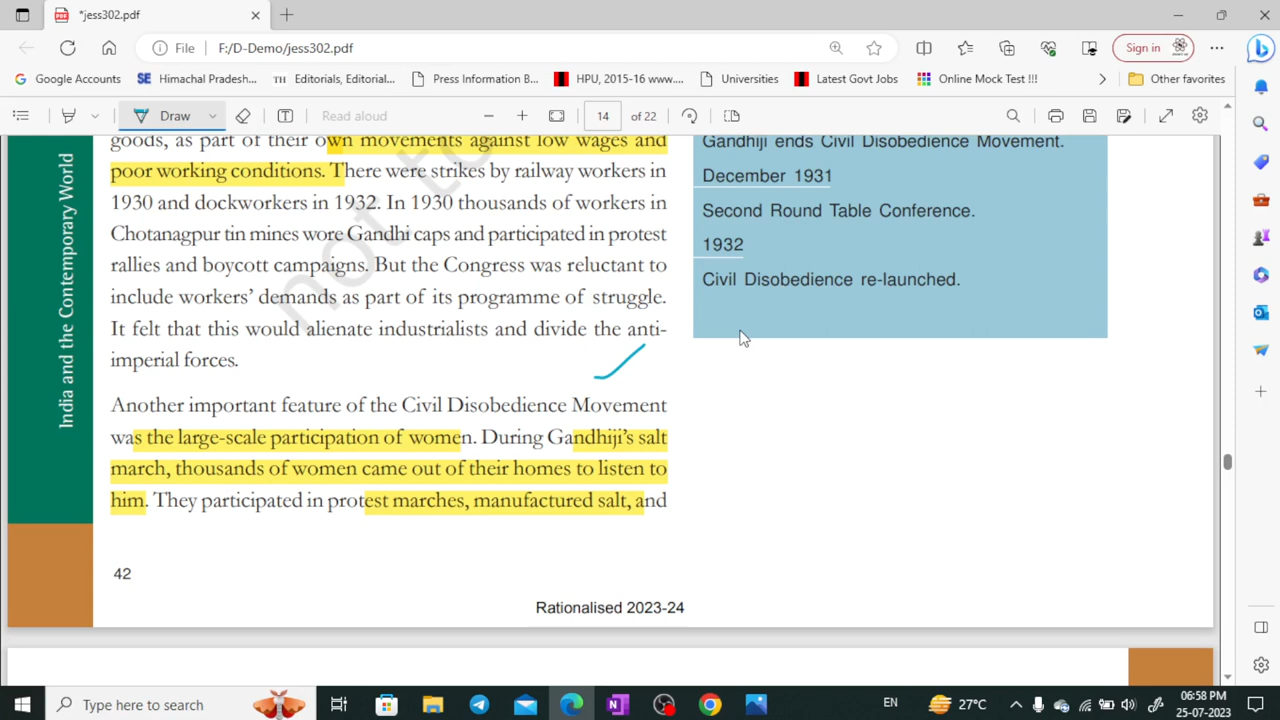 *jess302.pdf
File F:/D-Demo/jess302.pdf Sign in
Google Accounts SE Himachal Pradesh... TH Editorials, Editorial... Press Information B... HPU, 2015-16 www.... Universities Latest Govt Jobs Online Mock Test !!! Other favorites
Draw Read aloud 14 of 22
goods, as part of their own movements against low wages and
poor working conditions. There were strikes by railway workers in
1930 and dockworkers in 1932. In 1930 thousands of workers in
Chotanagpur tin mines wore Gandhi caps and participated in protest
rallies and boycott campaigns. But the Congress was reluctant to
include workers’ demands as part of its programme of struggle.
It felt that this would alienate industrialists and divide the anti-
imperial forces.
Another important feature of the Civil Disobedience Movement
was the large-scale participation of women. During Gandhiji’s salt
march, thousands of women came out of their homes to listen to
him. They participated in protest marches, manufactured salt, and
Gandhiji ends Civil Disobedience Movement.
December 1931
Second Round Table Conference.
1932
Civil Disobedience re-launched.
India and the Contemporary World
not to
42
Rationalised 2023-24
Type here to search
EN 27°C 06:58 PM
25-07-2023